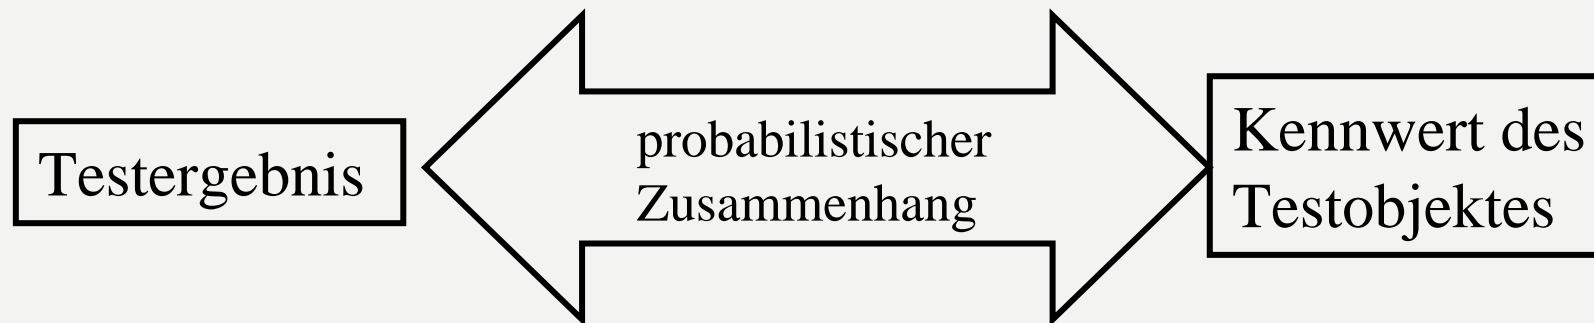 Testergebnis
probabilistischer
Zusammenhang
Kennwert des
Testobjektes